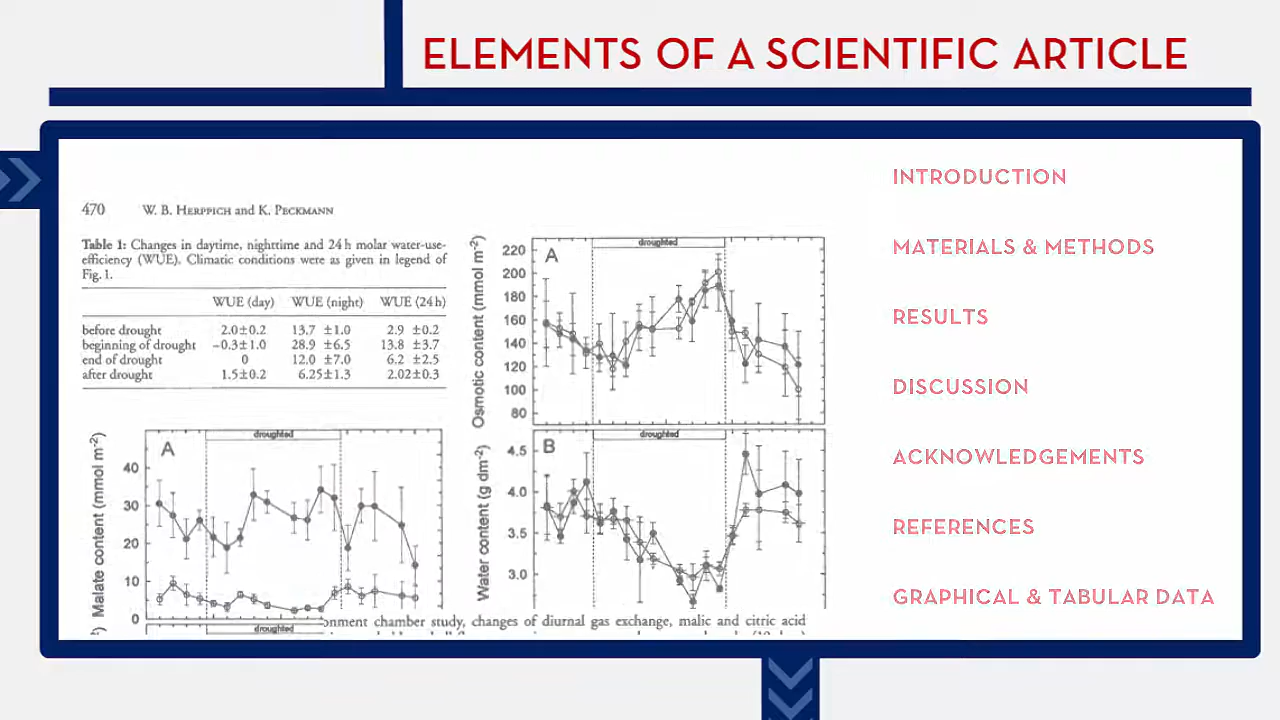 ELEMENTS OF A SCIENTIFIC ARTICLE
470 W. B. HERPPICH and K. PECKMANN
Table 1: Changes in daytime, nighttime and 24 h molar water-use-
efficiency (WUE). Climatic conditions were as given in legend of
Fig. 1.
WUE (day) WUE (night) WUE (24 h)
before drought 2.0±0.2 13.7 ±1.0 2.9 ±0.2
beginning of drought −0.3±1.0 28.9 ±6.5 13.8 ±3.7
end of drought 0 12.0 ±7.0 6.2 ±2.5
after drought 1.5±0.2 6.25±1.3 2.02±0.3
A
droughted
Malate content (mmol m⁻²)
40
30
20
10
0
droughted
A
droughted
Osmotic content (mmol m⁻²)
220
200
180
160
140
120
100
80
B
droughted
Water content (g dm⁻²)
4.5
4.0
3.5
3.0
onment chamber study, changes of diurnal gas exchange, malic and citric acid
INTRODUCTION
MATERIALS & METHODS
RESULTS
DISCUSSION
ACKNOWLEDGEMENTS
REFERENCES
GRAPHICAL & TABULAR DATA